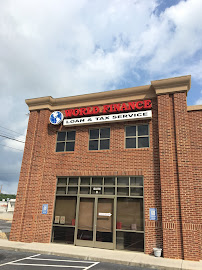 WORLD FINANCE
LOAN & TAX SERVICE